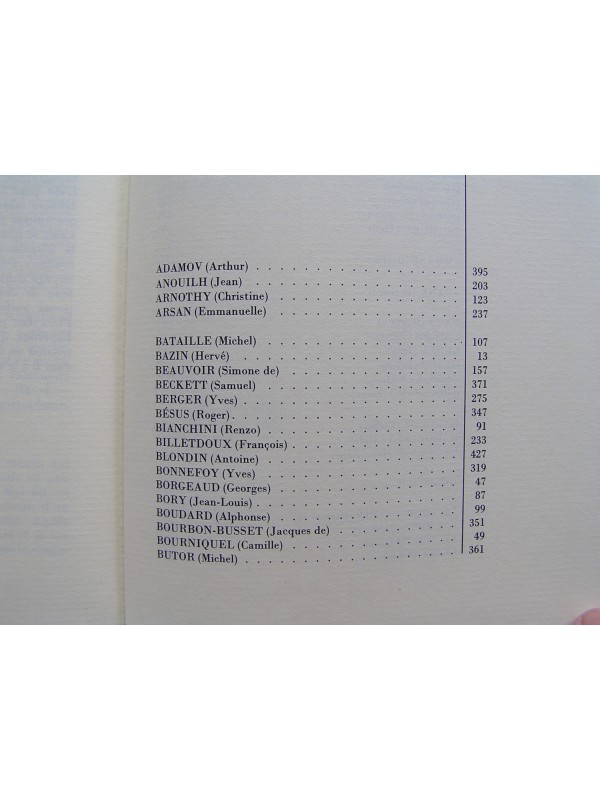 ADAMOV (Arthur) . . . . . . . . . . . . . . . . . 395
ANOUILH (Jean) . . . . . . . . . . . . . . . . . 203
ARNOTHY (Christine) . . . . . . . . . . . . . . . . 123
ARSAN (Emmanuelle) . . . . . . . . . . . . . . . . 237
BATAILLE (Michel) . . . . . . . . . . . . . . . . 107
BAZIN (Hervé) . . . . . . . . . . . . . . . . . . 13
BEAUVOIR (Simone de) . . . . . . . . . . . . . . . 157
BECKETT (Samuel) . . . . . . . . . . . . . . . . . 371
BERGER (Yves) . . . . . . . . . . . . . . . . . . 275
BÉSUS (Roger) . . . . . . . . . . . . . . . . . . 347
BIANCHINI (Renzo) . . . . . . . . . . . . . . . . 91
BILLETDOUX (François) . . . . . . . . . . . . . . 233
BLONDIN (Antoine) . . . . . . . . . . . . . . . . 427
BONNEFOY (Yves) . . . . . . . . . . . . . . . . . 319
BORGEAUD (Georges) . . . . . . . . . . . . . . . . 47
BORY (Jean-Louis) . . . . . . . . . . . . . . . . 87
BOUDARD (Alphonse) . . . . . . . . . . . . . . . . 99
BOURBON-BUSSET (Jacques de) . . . . . . . . . . . 351
BOURNIQUEL (Camille) . . . . . . . . . . . . . . . 49
BUTOR (Michel) . . . . . . . . . . . . . . . . . . 361